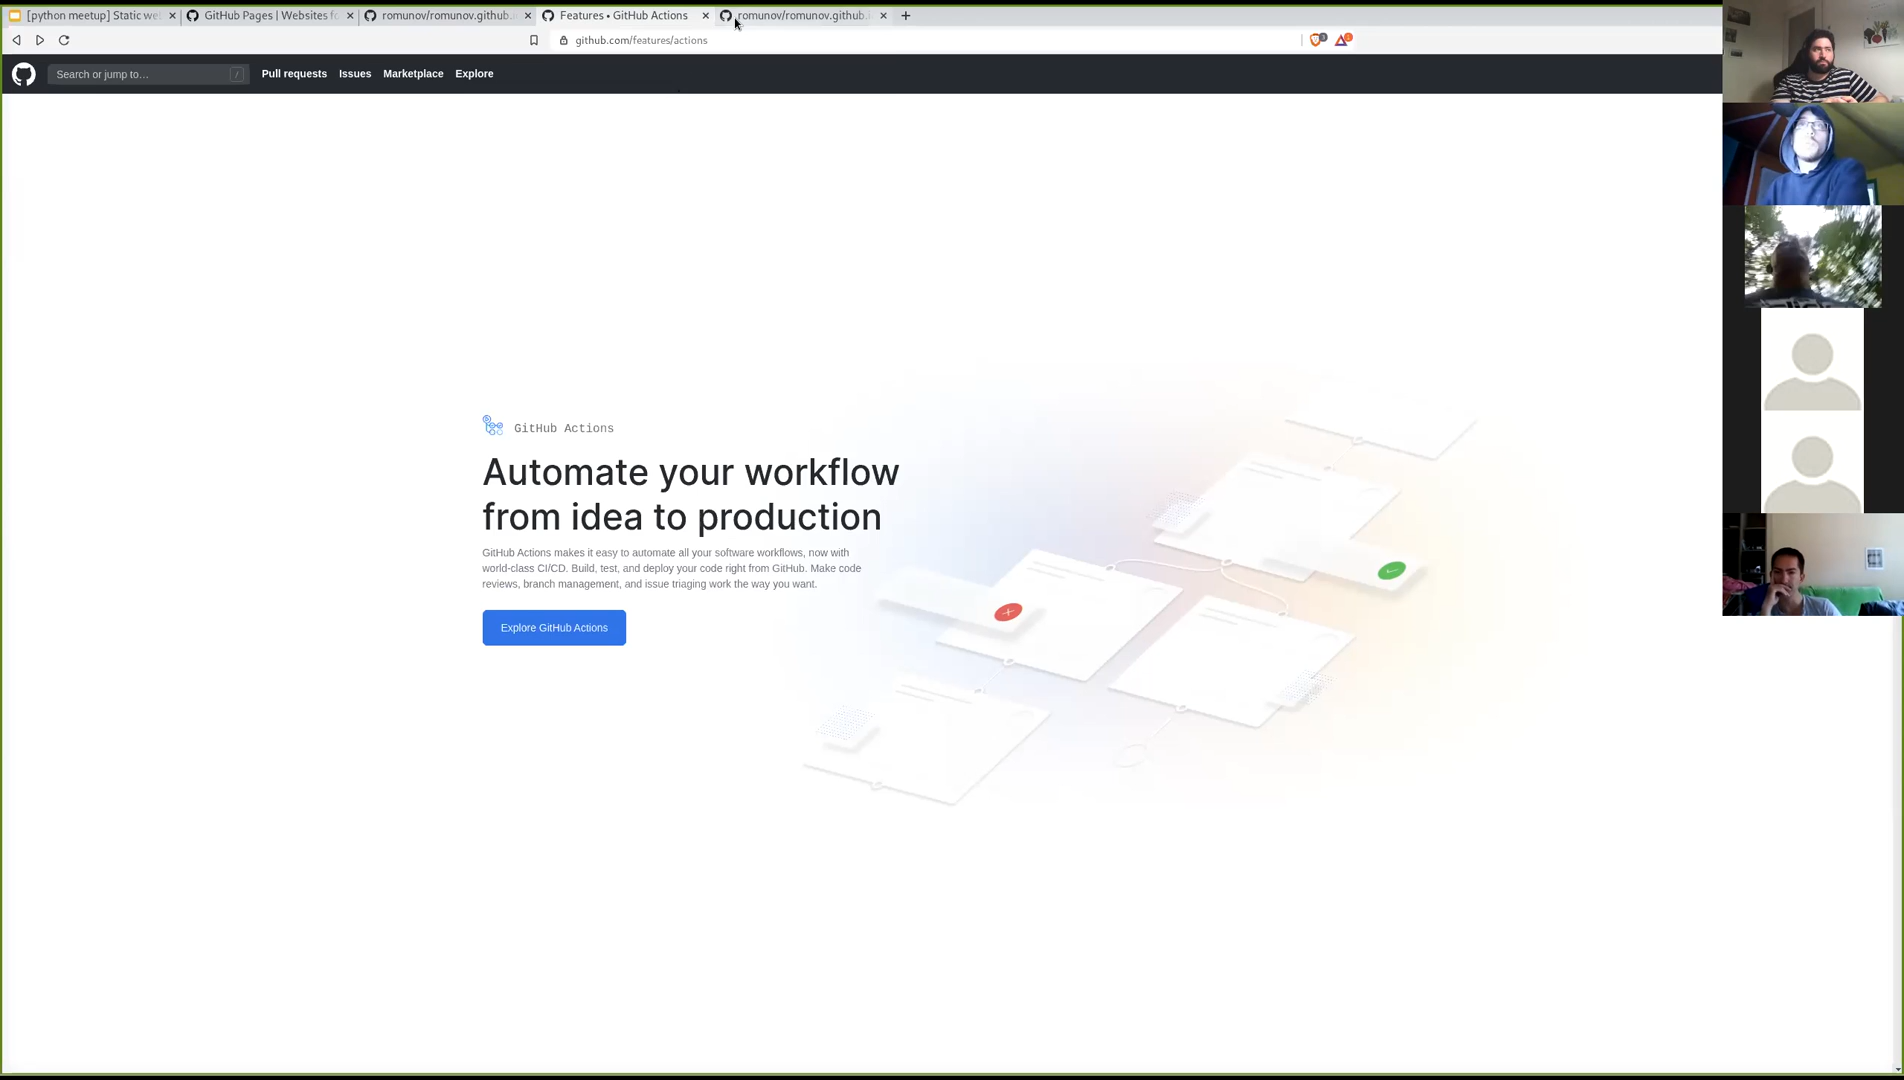 [python meetup] Static we
GitHub Pages | Websites fo
romunov/romunov.github.i
Features • GitHub Actions
romunov/romunov.github.i
github.com/features/actions
Search or jump to…
/
Pull requests
Issues
Marketplace
Explore
GitHub Actions
Automate your workflow
from idea to production
GitHub Actions makes it easy to automate all your software workflows, now with
world-class CI/CD. Build, test, and deploy your code right from GitHub. Make code
reviews, branch management, and issue triaging work the way you want.
Explore GitHub Actions